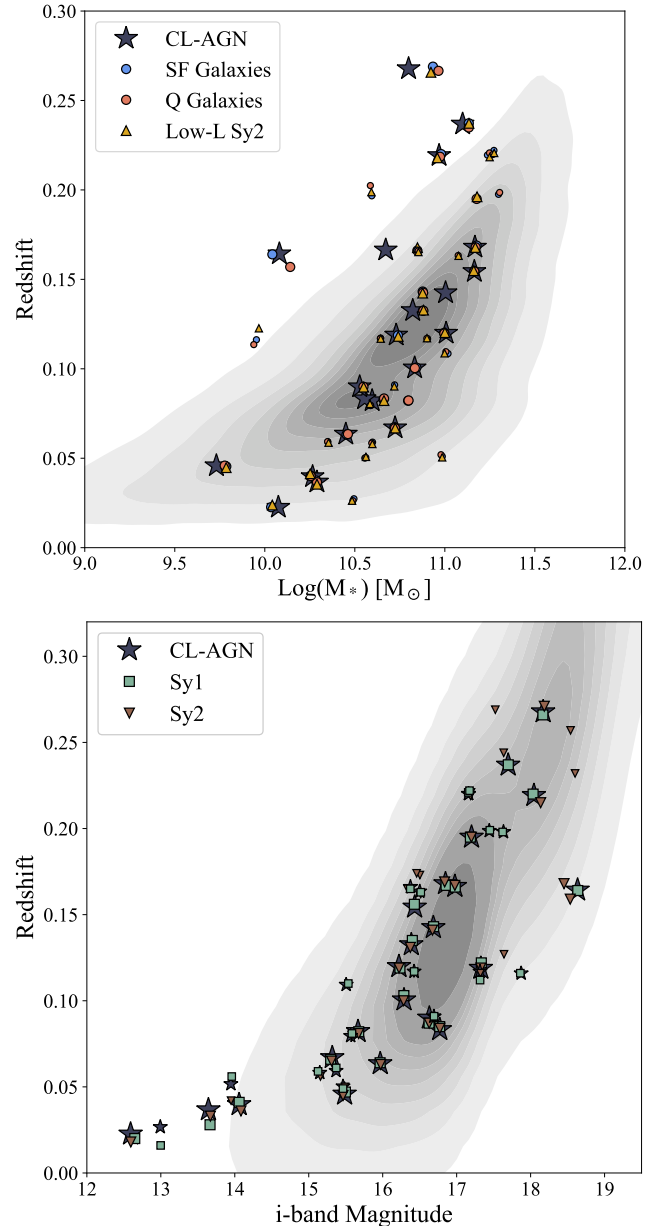 0.30
0.25
0.20
0.15
0.10
0.05
0.00
Redshift
CL-AGN
SF Galaxies
Q Galaxies
Low-L Sy2
9.0 9.5 10.0 10.5 11.0 11.5 12.0
Log(M*) [M⊙]
0.30
0.25
0.20
0.15
0.10
0.05
0.00
Redshift
CL-AGN
Sy1
Sy2
12 13 14 15 16 17 18 19
i-band Magnitude